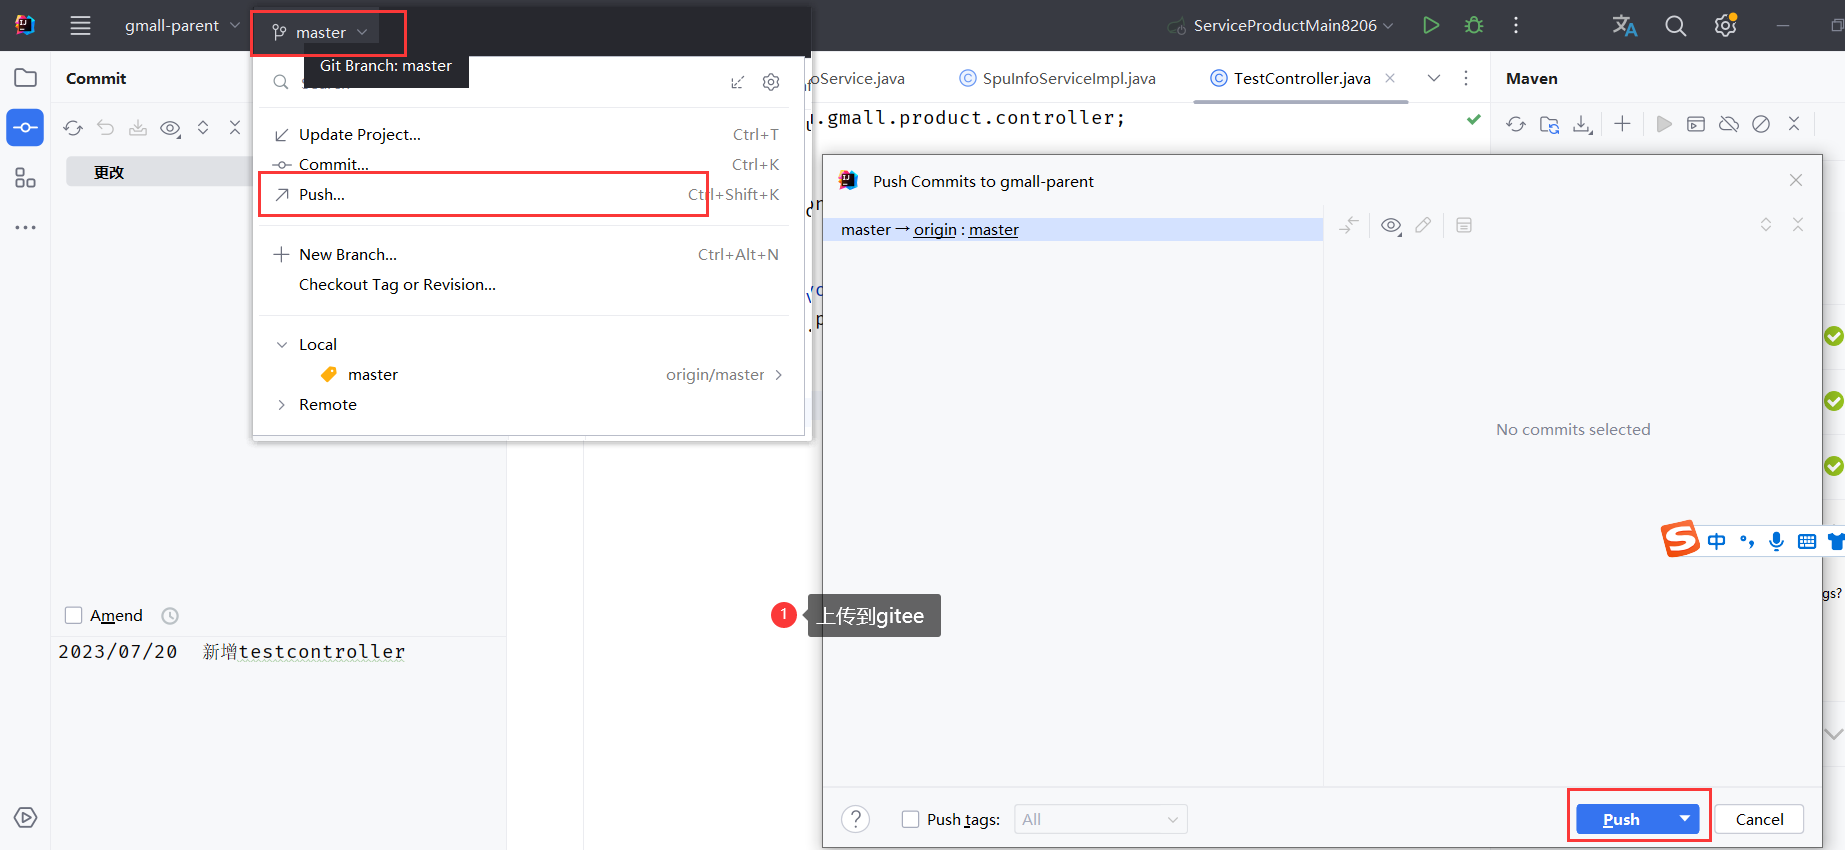 gmall-parent
master
ServiceProductMain8206
Git Branch: master
Commit
更改
Update Project... Ctrl+T
Commit... Ctrl+K
Push... Ctrl+Shift+K
New Branch... Ctrl+Alt+N
Checkout Tag or Revision...
Local
master origin/master
Remote
oService.java
SpuInfoServiceImpl.java
TestController.java
Maven
.gmall.product.controller;
Push Commits to gmall-parent
master → origin : master
No commits selected
中
gs?
Amend
2023/07/20 新增testcontroller
1 上传到gitee
? Push tags: All
Push
Cancel